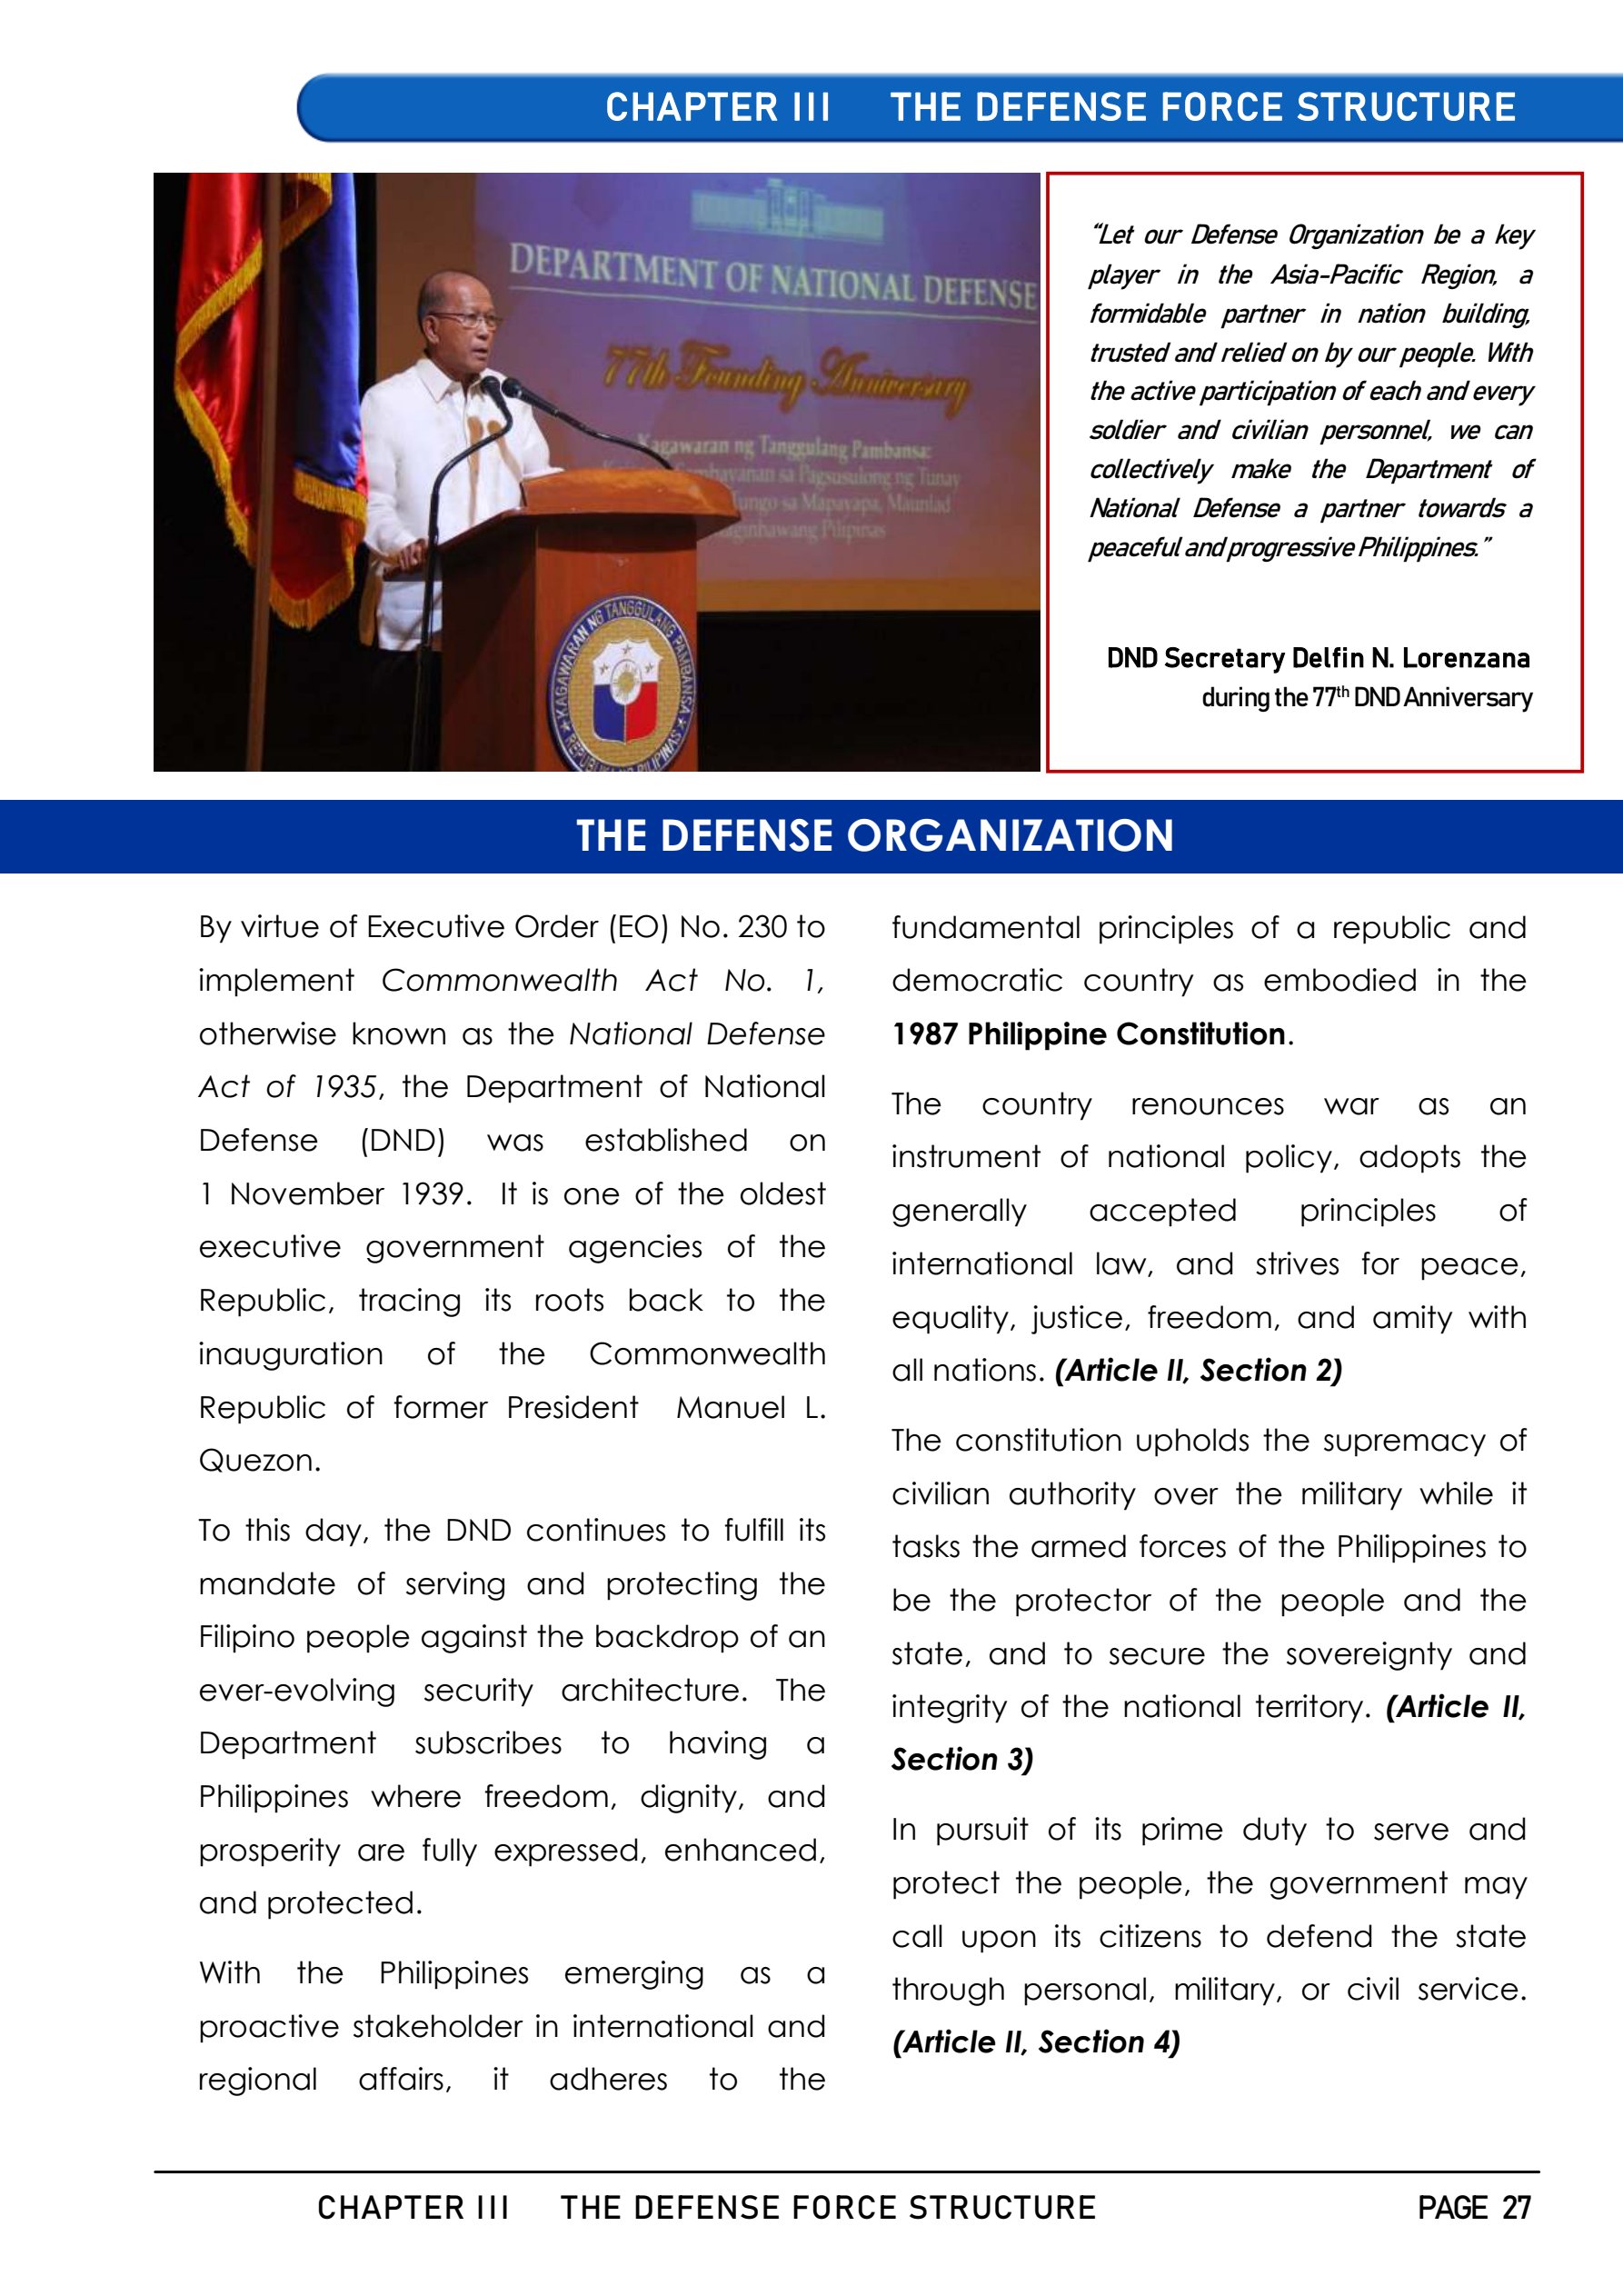 CHAPTER III THE DEFENSE FORCE STRUCTURE
DEPARTMENT OF NATIONAL DEFENSE
77th Founding Anniversary
Kagawaran ng Tanggulang Pambansa:
sa Pagsusulong ng Tunay
sa Mapayapa, Maunlad
Pilipinas
KAGAWARAN NG TANGGULANG PAMBANSA
“Let our Defense Organization be a key
player in the Asia-Pacific Region, a
formidable partner in nation building,
trusted and relied on by our people. With
the active participation of each and every
soldier and civilian personnel, we can
collectively make the Department of
National Defense a partner towards a
peaceful and progressive Philippines.”
DND Secretary Delfin N. Lorenzana
during the 77th DND Anniversary
THE DEFENSE ORGANIZATION
By virtue of Executive Order (EO) No. 230 to
implement Commonwealth Act No. 1,
otherwise known as the National Defense
Act of 1935, the Department of National
Defense (DND) was established on
1 November 1939. It is one of the oldest
executive government agencies of the
Republic, tracing its roots back to the
inauguration of the Commonwealth
Republic of former President Manuel L.
Quezon.
To this day, the DND continues to fulfill its
mandate of serving and protecting the
Filipino people against the backdrop of an
ever-evolving security architecture. The
Department subscribes to having a
Philippines where freedom, dignity, and
prosperity are fully expressed, enhanced,
and protected.
With the Philippines emerging as a
proactive stakeholder in international and
regional affairs, it adheres to the
fundamental principles of a republic and
democratic country as embodied in the
1987 Philippine Constitution.
The country renounces war as an
instrument of national policy, adopts the
generally accepted principles of
international law, and strives for peace,
equality, justice, freedom, and amity with
all nations. (Article II, Section 2)
The constitution upholds the supremacy of
civilian authority over the military while it
tasks the armed forces of the Philippines to
be the protector of the people and the
state, and to secure the sovereignty and
integrity of the national territory. (Article II,
Section 3)
In pursuit of its prime duty to serve and
protect the people, the government may
call upon its citizens to defend the state
through personal, military, or civil service.
(Article II, Section 4)
CHAPTER III THE DEFENSE FORCE STRUCTURE PAGE 27